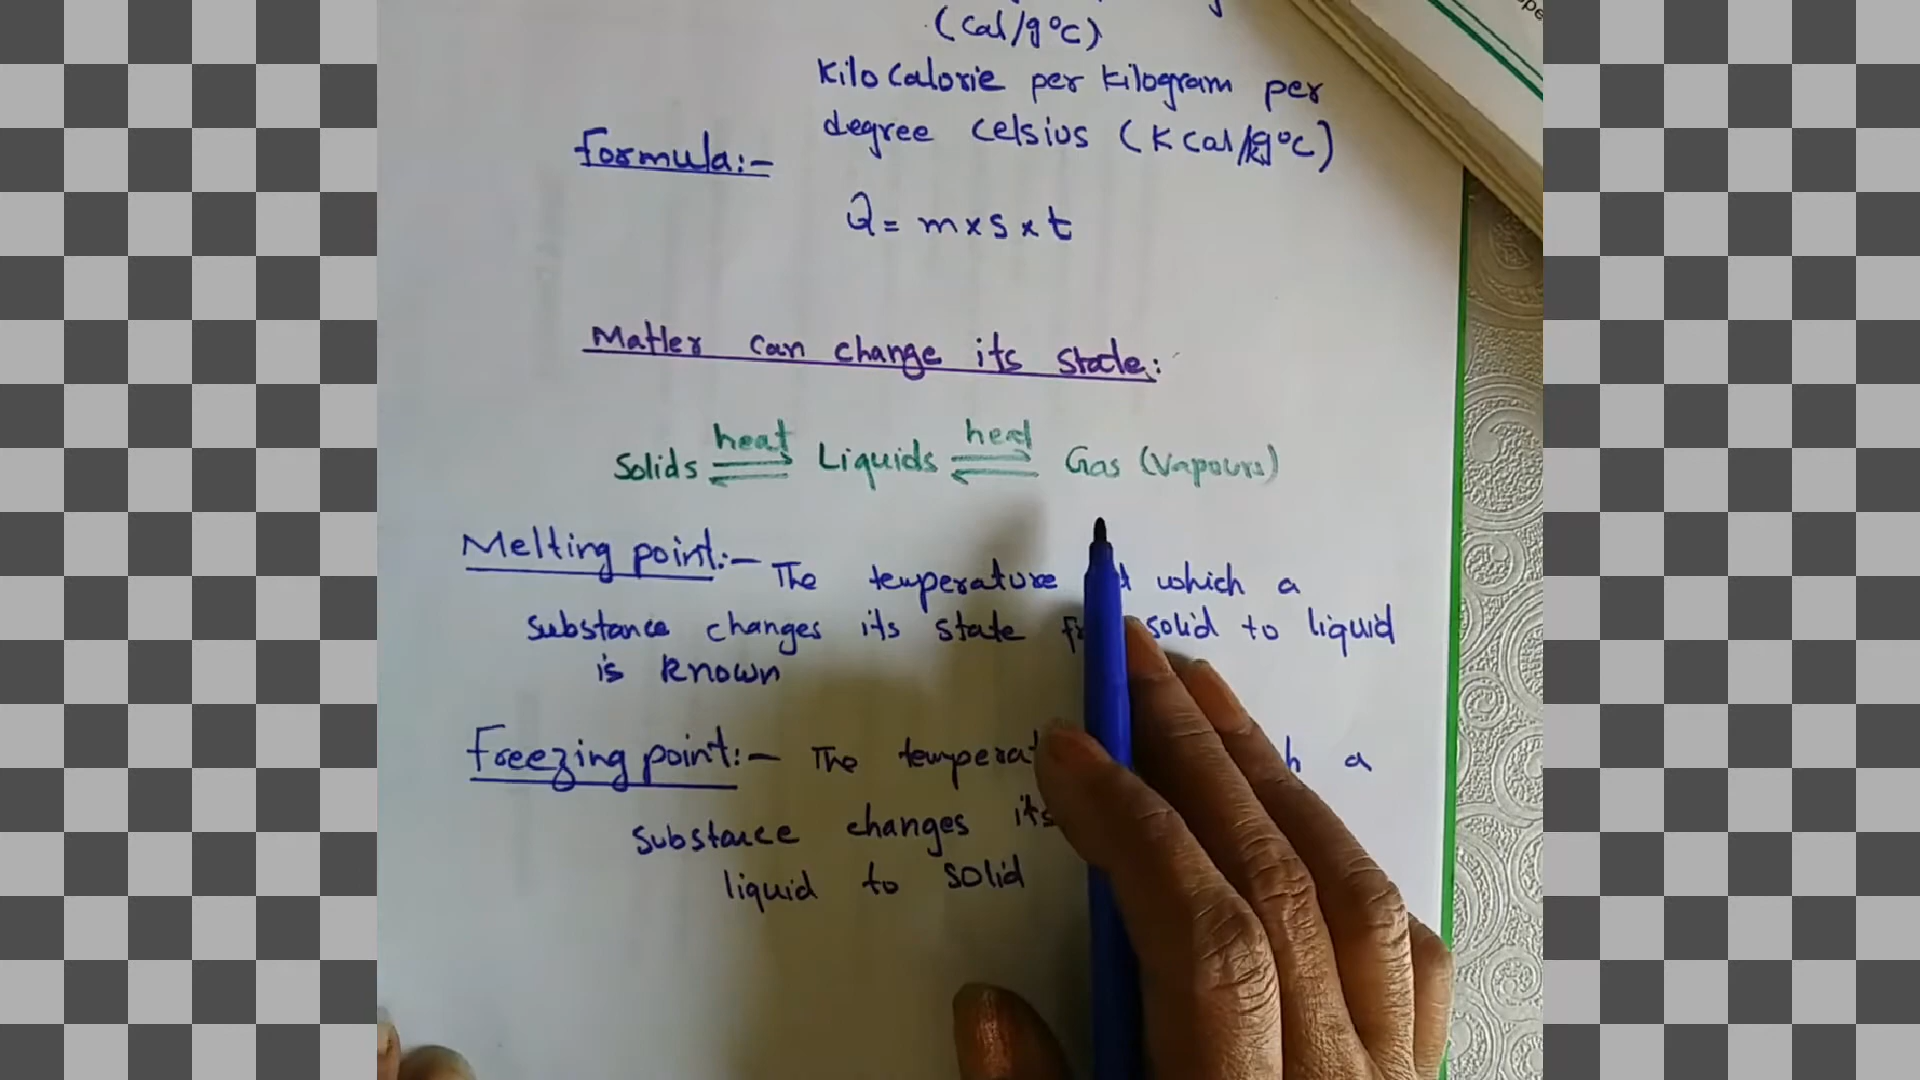 (Cal/g°c)
Kilo Calorie per Kilogram per
degree celsius (K cal/kg°c)
Formula:-
Q = m x s x t
Matter can change its state:
Solids heat Liquids heat Gas (Vapours)
Melting point:- The temperature which a
substance changes its state solid to liquid
is known
Freezing point:- The a
substance changes its
liquid to solid